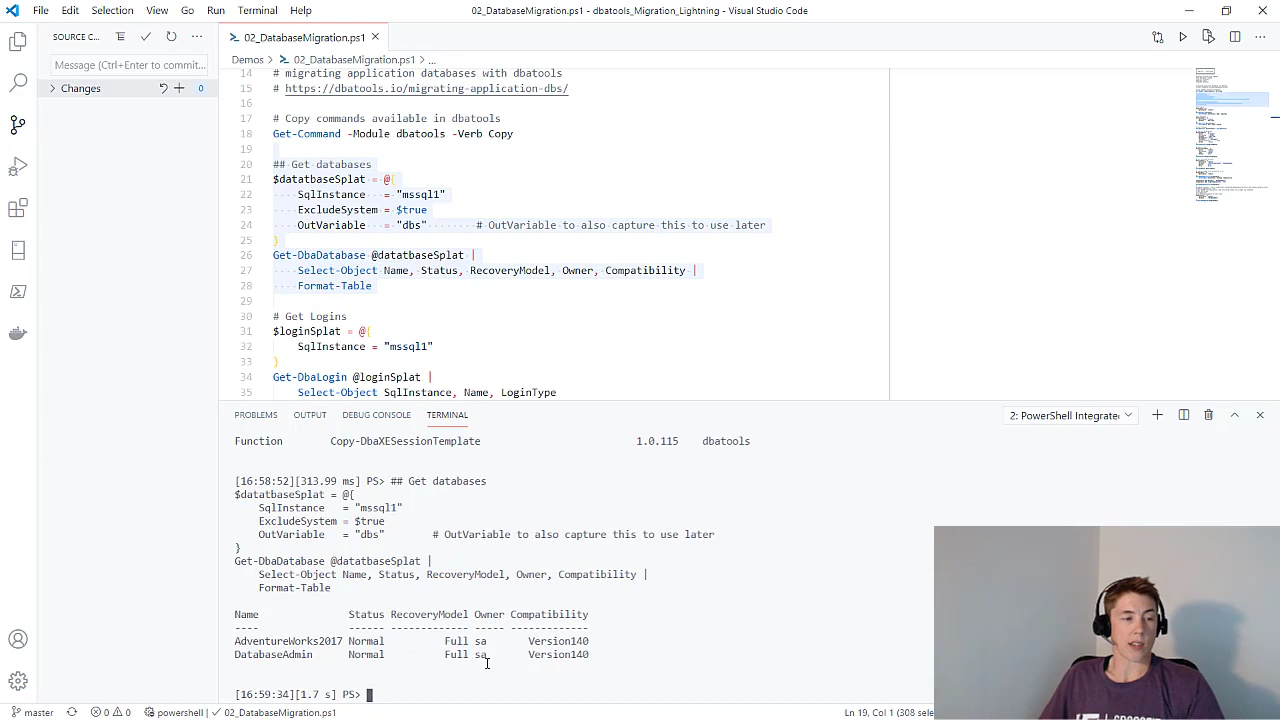 File Edit Selection View Go Run Terminal Help
02_DatabaseMigration.ps1 - dbatools_Migration_Lightning - Visual Studio Code
SOURCE C...
Message (Ctrl+Enter to commit...
Changes
0
02_DatabaseMigration.ps1
Demos > 02_DatabaseMigration.ps1 > ...
14 # migrating application databases with dbatools
15 # https://dbatools.io/migrating-application-dbs/
16
17 # Copy commands available in dbatools
18 Get-Command -Module dbatools -Verb Copy
19
20 ## Get databases
21 $datatbaseSplat = @{
22 SqlInstance = "mssql1"
23 ExcludeSystem = $true
24 OutVariable = "dbs" # OutVariable to also capture this to use later
25 }
26 Get-DbaDatabase @datatbaseSplat |
27 Select-Object Name, Status, RecoveryModel, Owner, Compatibility |
28 Format-Table
29
30 # Get Logins
31 $loginSplat = @{
32 SqlInstance = "mssql1"
33 }
34 Get-DbaLogin @loginSplat |
35 Select-Object SqlInstance, Name, LoginType
PROBLEMS OUTPUT DEBUG CONSOLE TERMINAL
2: PowerShell Integrate
Function Copy-DbaXESessionTemplate 1.0.115 dbatools
[16:58:52][313.99 ms] PS> ## Get databases
$datatbaseSplat = @{
SqlInstance = "mssql1"
ExcludeSystem = $true
OutVariable = "dbs" # OutVariable to also capture this to use later
}
Get-DbaDatabase @datatbaseSplat |
Select-Object Name, Status, RecoveryModel, Owner, Compatibility |
Format-Table
Name Status RecoveryModel Owner Compatibility
---- ------ ------------- ----- -------------
AdventureWorks2017 Normal Full sa Version140
DatabaseAdmin Normal Full sa Version140
[16:59:34][1.7 s] PS>
master
0 0
powershell
02_DatabaseMigration.ps1
Ln 19, Col 1 (308 sele